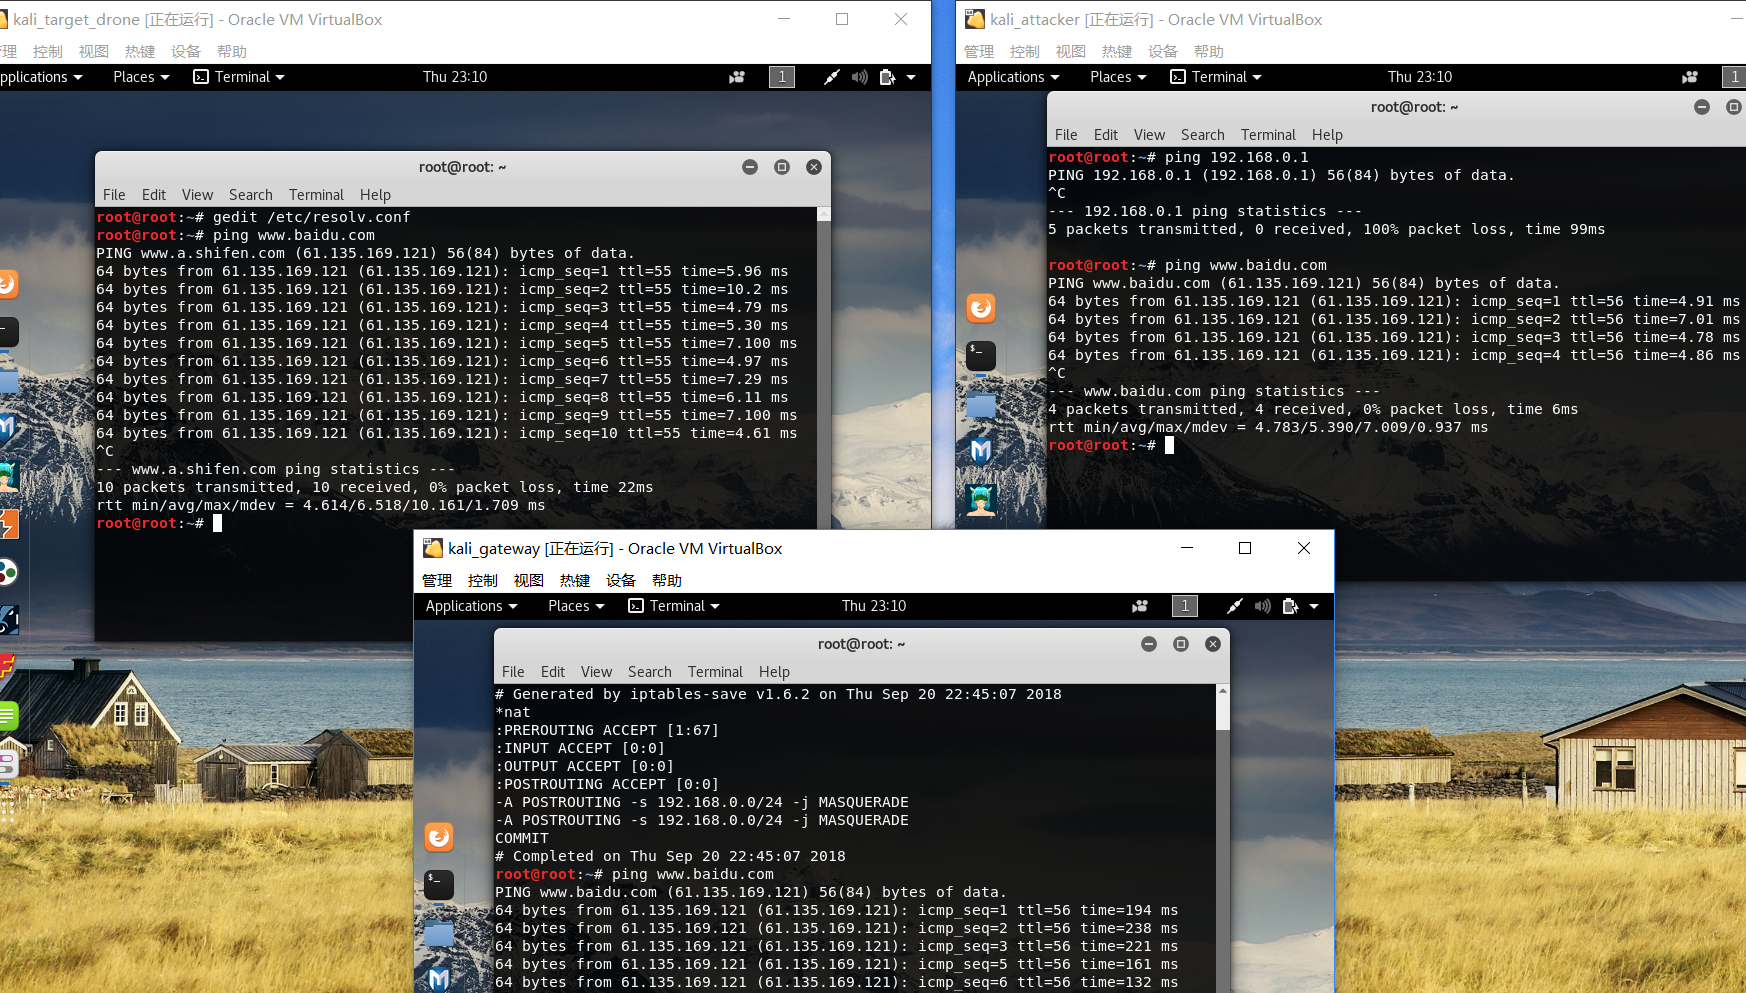 kali_target_drone [正在运行] - Oracle VM VirtualBox
控制 视图 热键 设备 帮助
Places Terminal Thu 23:10 1
root@root: ~
File Edit View Search Terminal Help
root@root:~# gedit /etc/resolv.conf
root@root:~# ping www.baidu.com
PING www.a.shifen.com (61.135.169.121) 56(84) bytes of data.
64 bytes from 61.135.169.121 (61.135.169.121): icmp_seq=1 ttl=55 time=5.96 ms
64 bytes from 61.135.169.121 (61.135.169.121): icmp_seq=2 ttl=55 time=10.2 ms
64 bytes from 61.135.169.121 (61.135.169.121): icmp_seq=3 ttl=55 time=4.79 ms
64 bytes from 61.135.169.121 (61.135.169.121): icmp_seq=4 ttl=55 time=5.30 ms
64 bytes from 61.135.169.121 (61.135.169.121): icmp_seq=5 ttl=55 time=7.100 ms
64 bytes from 61.135.169.121 (61.135.169.121): icmp_seq=6 ttl=55 time=4.97 ms
64 bytes from 61.135.169.121 (61.135.169.121): icmp_seq=7 ttl=55 time=7.29 ms
64 bytes from 61.135.169.121 (61.135.169.121): icmp_seq=8 ttl=55 time=6.11 ms
64 bytes from 61.135.169.121 (61.135.169.121): icmp_seq=9 ttl=55 time=7.100 ms
64 bytes from 61.135.169.121 (61.135.169.121): icmp_seq=10 ttl=55 time=4.61 ms
^C
--- www.a.shifen.com ping statistics ---
10 packets transmitted, 10 received, 0% packet loss, time 22ms
rtt min/avg/max/mdev = 4.614/6.518/10.161/1.709 ms
root@root:~#
kali_attacker [正在运行] - Oracle VM VirtualBox
管理 控制 视图 热键 设备 帮助
Applications Places Terminal Thu 23:10 1
root@root: ~
File Edit View Search Terminal Help
root@root:~# ping 192.168.0.1
PING 192.168.0.1 (192.168.0.1) 56(84) bytes of data.
^C
--- 192.168.0.1 ping statistics ---
5 packets transmitted, 0 received, 100% packet loss, time 99ms
root@root:~# ping www.baidu.com
PING www.baidu.com (61.135.169.121) 56(84) bytes of data.
64 bytes from 61.135.169.121 (61.135.169.121): icmp_seq=1 ttl=56 time=4.91 ms
64 bytes from 61.135.169.121 (61.135.169.121): icmp_seq=2 ttl=56 time=7.01 ms
64 bytes from 61.135.169.121 (61.135.169.121): icmp_seq=3 ttl=56 time=4.78 ms
64 bytes from 61.135.169.121 (61.135.169.121): icmp_seq=4 ttl=56 time=4.86 ms
^C
--- www.baidu.com ping statistics ---
4 packets transmitted, 4 received, 0% packet loss, time 6ms
rtt min/avg/max/mdev = 4.783/5.390/7.009/0.937 ms
root@root:~#
kali_gateway [正在运行] - Oracle VM VirtualBox
管理 控制 视图 热键 设备 帮助
Applications Places Terminal Thu 23:10 1
root@root: ~
File Edit View Search Terminal Help
# Generated by iptables-save v1.6.2 on Thu Sep 20 22:45:07 2018
*nat
:PREROUTING ACCEPT [1:67]
:INPUT ACCEPT [0:0]
:OUTPUT ACCEPT [0:0]
:POSTROUTING ACCEPT [0:0]
-A POSTROUTING -s 192.168.0.0/24 -j MASQUERADE
-A POSTROUTING -s 192.168.0.0/24 -j MASQUERADE
COMMIT
# Completed on Thu Sep 20 22:45:07 2018
root@root:~# ping www.baidu.com
PING www.baidu.com (61.135.169.121) 56(84) bytes of data.
64 bytes from 61.135.169.121 (61.135.169.121): icmp_seq=1 ttl=56 time=194 ms
64 bytes from 61.135.169.121 (61.135.169.121): icmp_seq=2 ttl=56 time=238 ms
64 bytes from 61.135.169.121 (61.135.169.121): icmp_seq=3 ttl=56 time=221 ms
64 bytes from 61.135.169.121 (61.135.169.121): icmp_seq=5 ttl=56 time=161 ms
64 bytes from 61.135.169.121 (61.135.169.121): icmp_seq=6 ttl=56 time=132 ms